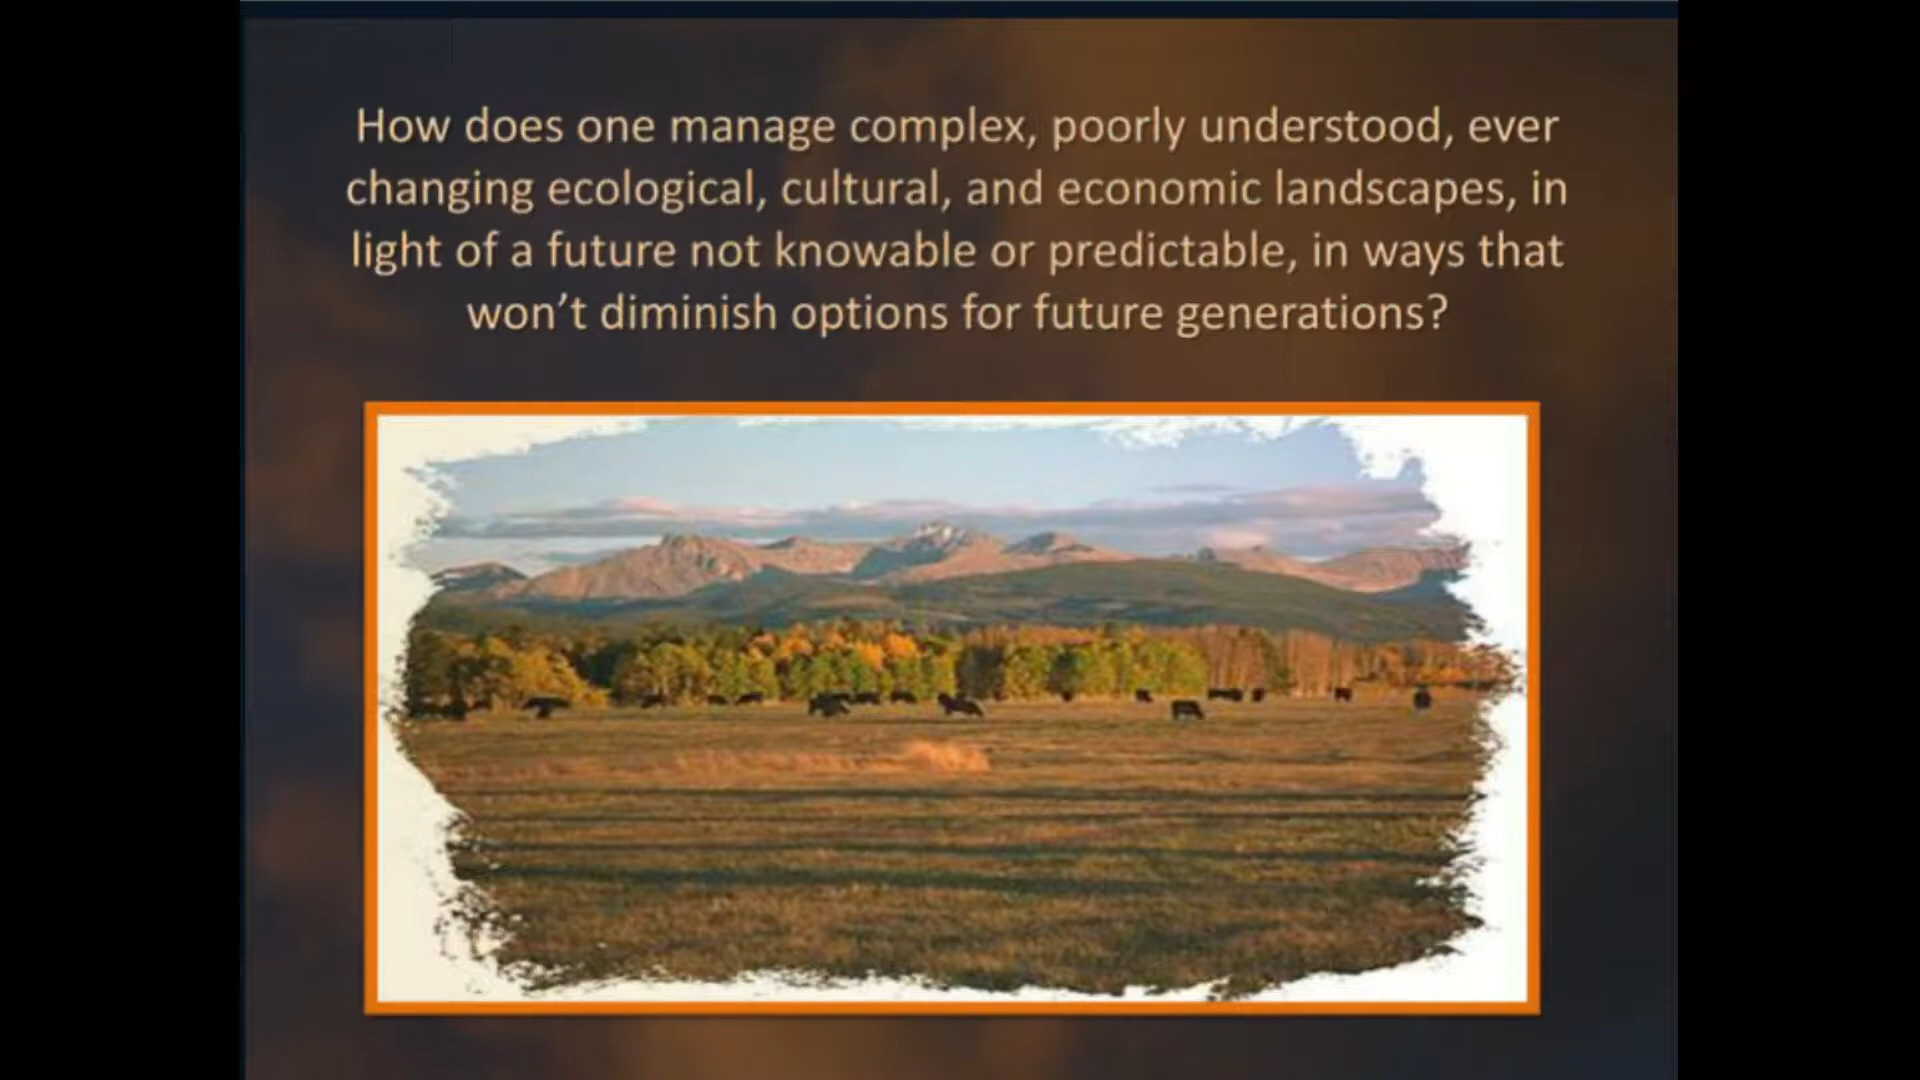 How does one manage complex, poorly understood, ever
changing ecological, cultural, and economic landscapes, in
light of a future not knowable or predictable, in ways that
won’t diminish options for future generations?